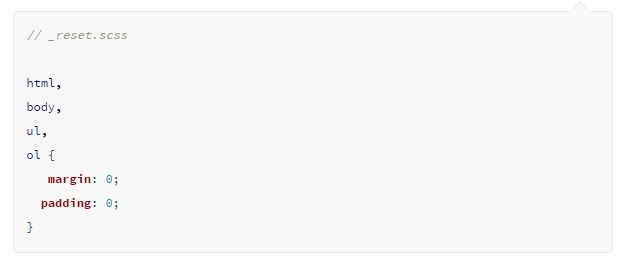 // _reset.scss
html,
body,
ul,
ol {
   margin: 0;
  padding: 0;
}